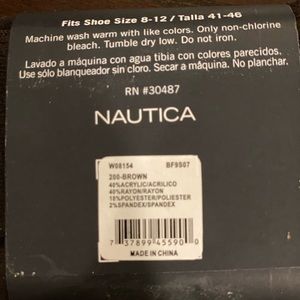 Fits Shoe Size 8-12 / Talla 41-46
Machine wash warm with like colors. Only non-chlorine
bleach. Tumble dry low. Do not iron.
Lavado a máquina con agua tibia con colores parecidos.
Use sólo blanqueador sin cloro. Secar a máquina. No planchar.
RN #30487
NAUTICA
W08154 BF9S07
200-BROWN
40%ACRYLIC/ACRILICO
40%RAYON/RAYON
18%POLYESTER/POLIESTER
2%SPANDEX/SPANDEX
7 37899 45590 0
MADE IN CHINA